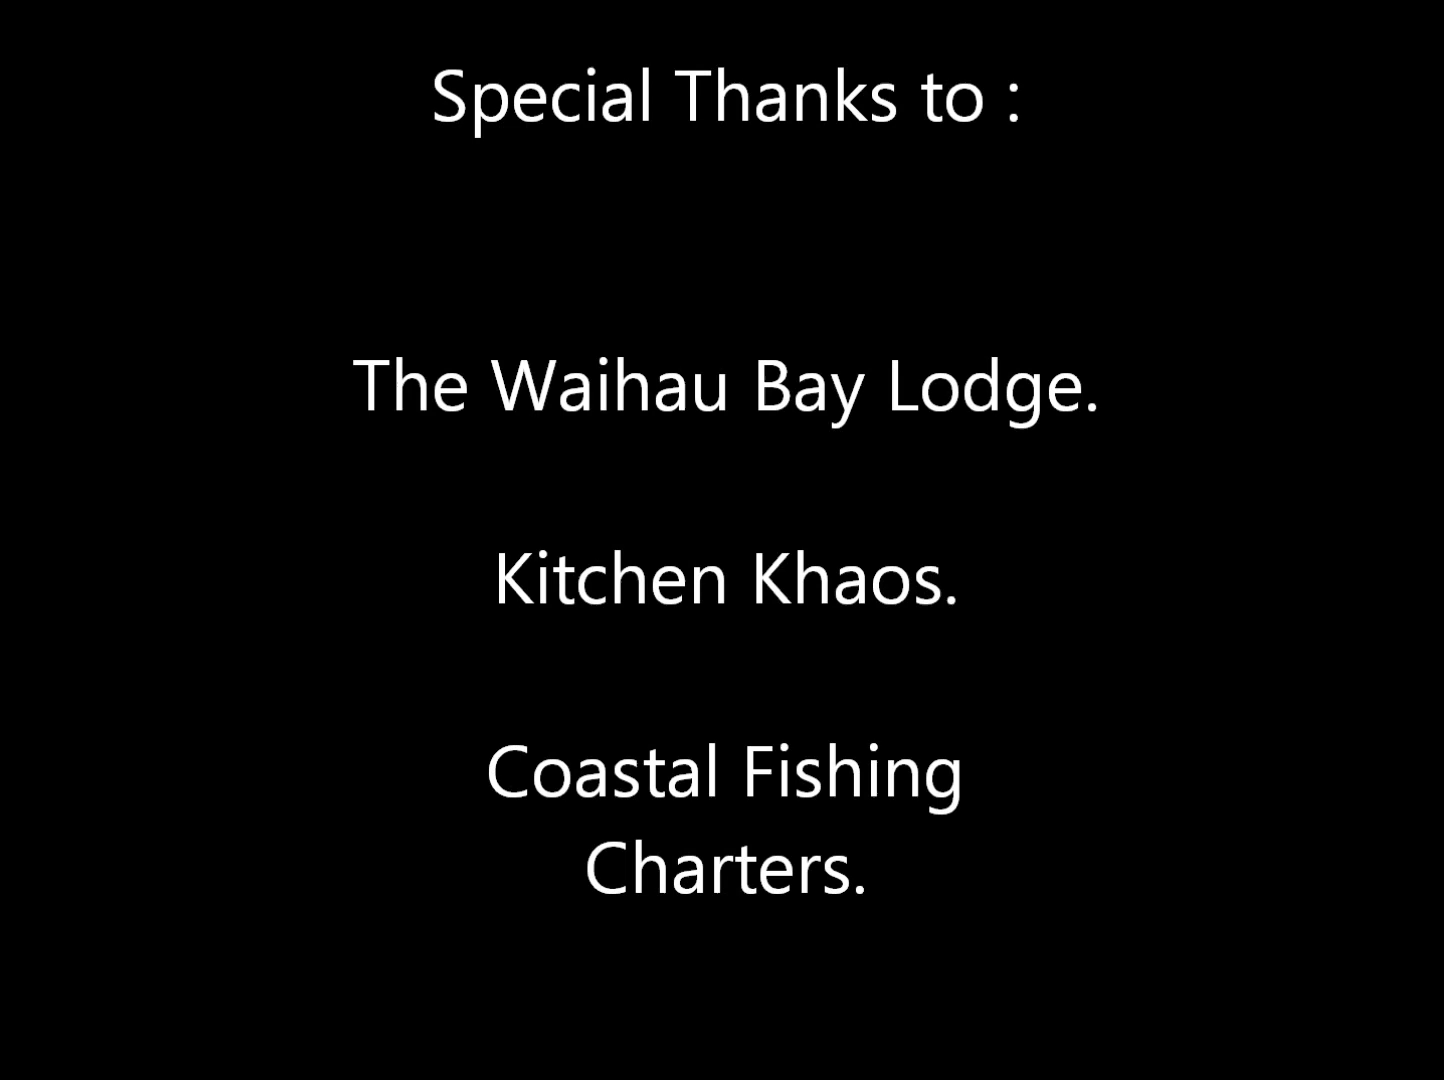 Special Thanks to :
The Waihau Bay Lodge.
Kitchen Khaos.
Coastal Fishing
Charters.